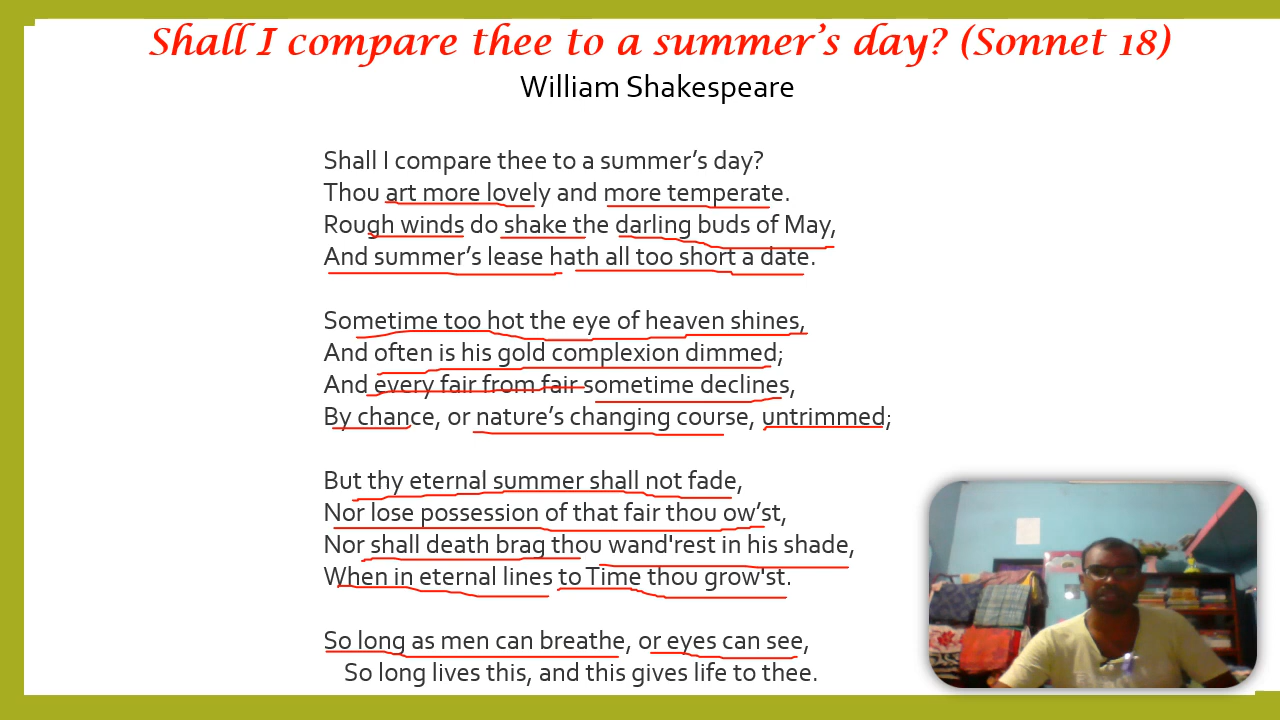 Shall I compare thee to a summer’s day? (Sonnet 18)
William Shakespeare
Shall I compare thee to a summer’s day?
Thou art more lovely and more temperate.
Rough winds do shake the darling buds of May,
And summer’s lease hath all too short a date.
Sometime too hot the eye of heaven shines,
And often is his gold complexion dimmed;
And every fair from fair sometime declines,
By chance, or nature’s changing course, untrimmed;
But thy eternal summer shall not fade,
Nor lose possession of that fair thou ow’st,
Nor shall death brag thou wand'rest in his shade,
When in eternal lines to Time thou grow'st.
So long as men can breathe, or eyes can see,
So long lives this, and this gives life to thee.